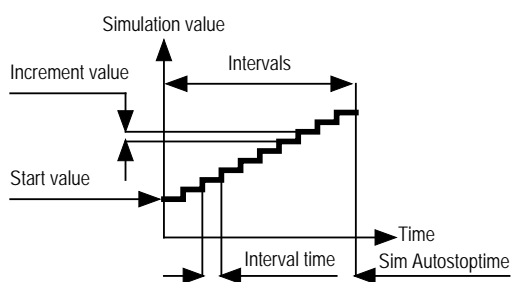 Simulation value
Intervals
Increment value
Start value
Time
Interval time
Sim Autostoptime